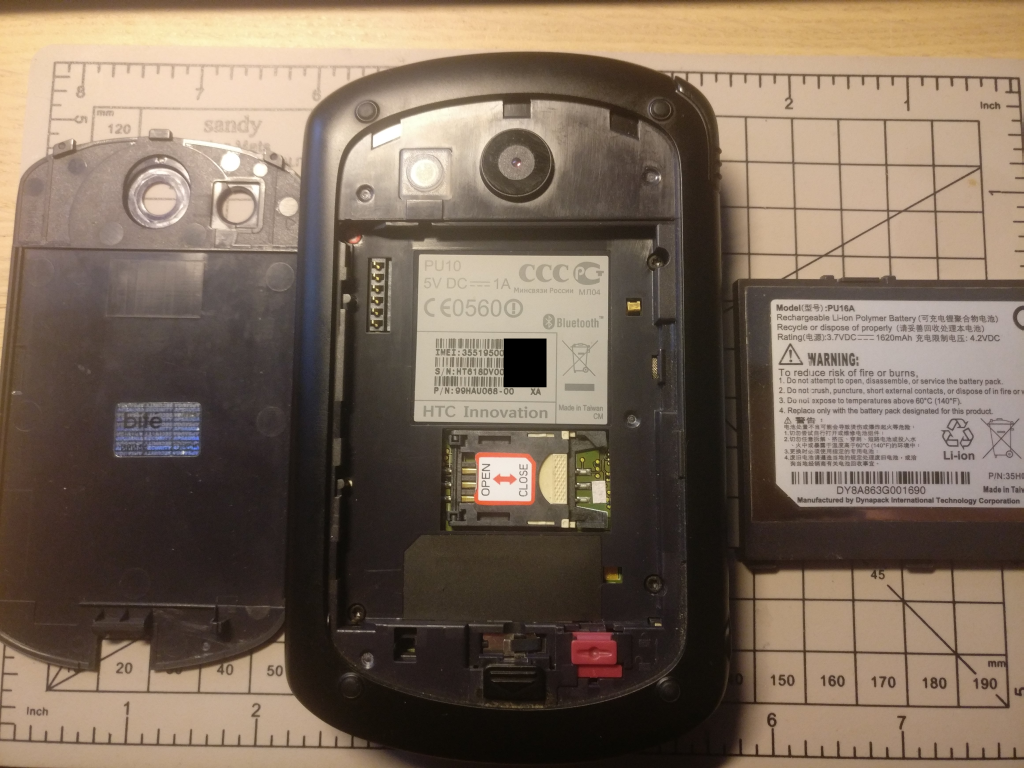 8
7
2
Inch
5
mm
120
sandy
1
bite
PU10
5V DC⎓1A
CCC PG
Мінсвязи России МП04
CE0560
Bluetooth™
IMEI:35519500
S/N:HT618DV00
P/N:99HAU068-00 XA
HTC Innovation
Made in Taiwan
CM
OPEN
CLOSE
Model(型号):PU16A
Rechargeable Li-ion Polymer Battery (可充电锂聚合物电池)
Recycle or dispose of properly (请妥善回收处理本电池)
Rating(电源):3.7VDC⎓1620mAh 充电限制电压: 4.2VDC
WARNING:
To reduce risk of fire or burns,
1. Do not attempt to open, disassemble, or service the battery pack.
2. Do not crush, puncture, short external contacts, or dispose of in fire or
3. Do not expose to temperatures above 60°C (140°F).
4. Replace only with the battery pack designated for this product.
警告:
Li-ion
P/N:35H
DY8A863G001690
Made in Taiw
Manufactured by Dynapack International Technology Corporation
45
20
40
50
mm
150
160
170
180
190
5
Inch
1
2
6
7